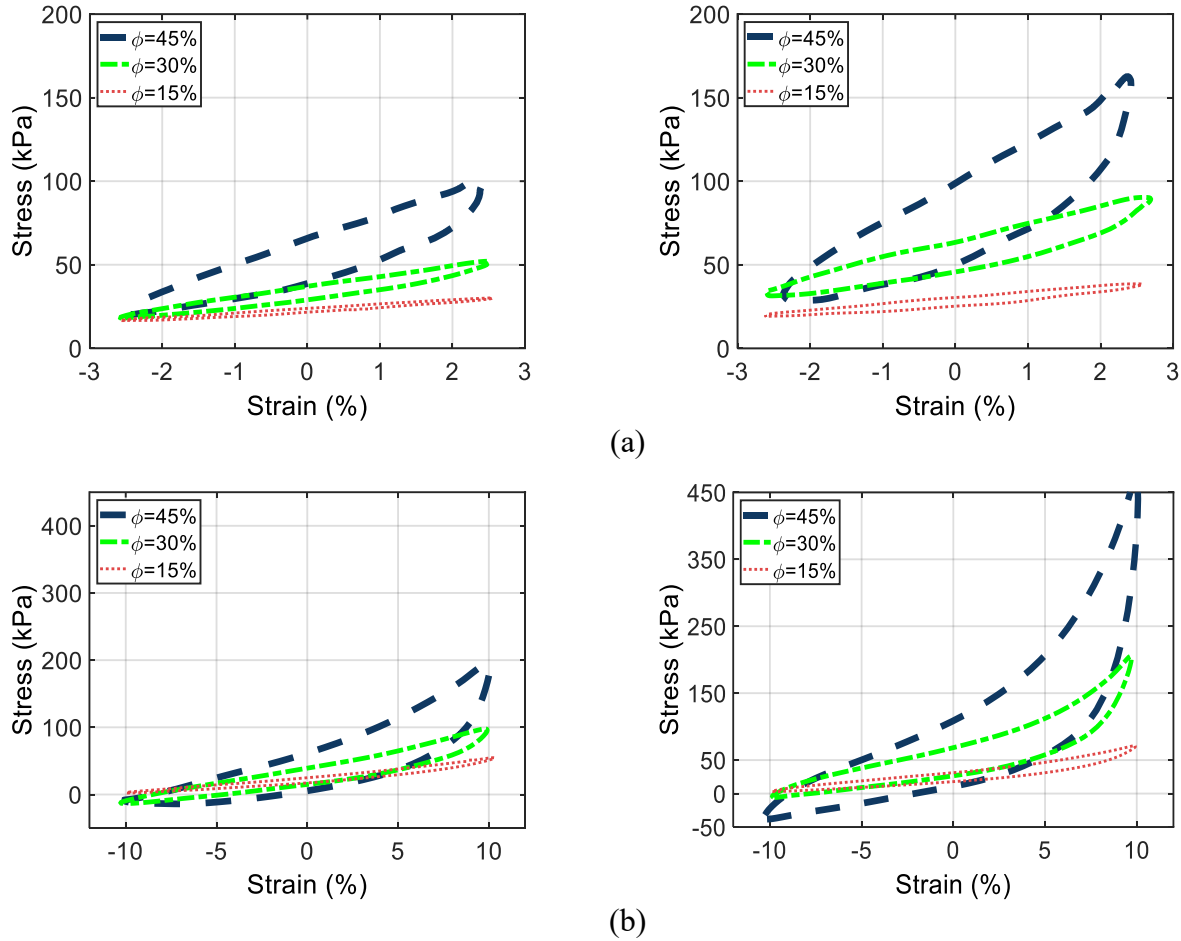 200
150
100
50
0
Stress (kPa)
ϕ=45%
ϕ=30%
ϕ=15%
-3 -2 -1 0 1 2 3
Strain (%)
200
150
100
50
0
Stress (kPa)
ϕ=45%
ϕ=30%
ϕ=15%
-3 -2 -1 0 1 2 3
Strain (%)
(a)
400
300
200
100
0
Stress (kPa)
ϕ=45%
ϕ=30%
ϕ=15%
-10 -5 0 5 10
Strain (%)
450
350
250
150
50
0
-50
Stress (kPa)
ϕ=45%
ϕ=30%
ϕ=15%
-10 -5 0 5 10
Strain (%)
(b)